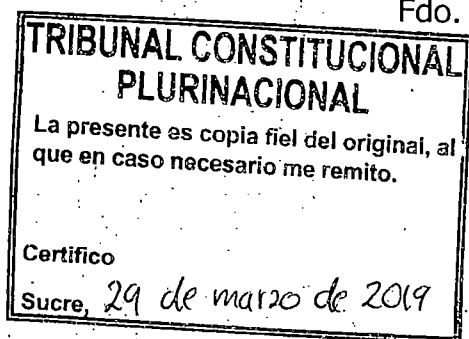 Fdo.
TRIBUNAL CONSTITUCIONAL
PLURINACIONAL
La presente es copia fiel del original, al
que en caso necesario me remito.
Certifico
Sucre, 29 de marzo de 2019